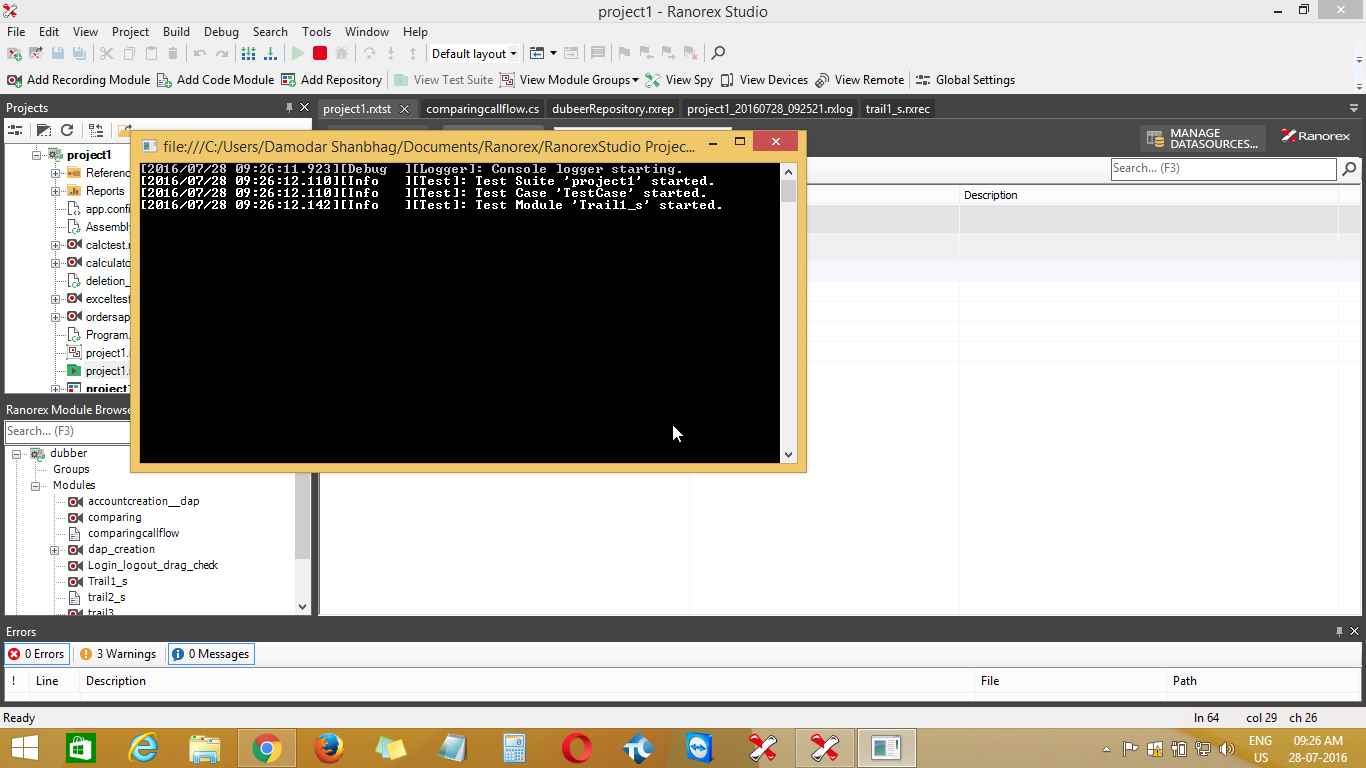 project1 - Ranorex Studio
File Edit View Project Build Debug Search Tools Window Help
Default layout
Add Recording Module Add Code Module Add Repository View Test Suite View Module Groups View Spy View Devices View Remote Global Settings
Projects
project1.rxtst comparingcallflow.cs dubeerRepository.rxrep project1_20160728_092521.rxlog trail1_s.rxrec
MANAGE
DATASOURCES...
Ranorex
file:///C:/Users/Damodar Shanbhag/Documents/Ranorex/RanorexStudio Projec...
[2016/07/28 09:26:11.923][Debug ][Logger]: Console logger starting.
[2016/07/28 09:26:12.110][Info ][Test]: Test Suite 'project1' started.
[2016/07/28 09:26:12.110][Info ][Test]: Test Case 'TestCase' started.
[2016/07/28 09:26:12.142][Info ][Test]: Test Module 'Trail1_s' started.
Search... (F3)
Description
project1
Reports
app.confi
calctest.
calculato
deletion_
exceltest
ordersap
Program.
project1.
project1.
project1
Ranorex Module Browse
Search... (F3)
dubber
Groups
Modules
accountcreation__dap
comparing
comparingcallflow
dap_creation
Login_logout_drag_check
Trail1_s
trail2_s
trail3
Errors
0 Errors 3 Warnings 0 Messages
! Line Description File Path
Ready ln 64 col 29 ch 26
ENG 09:26 AM
US 28-07-2016